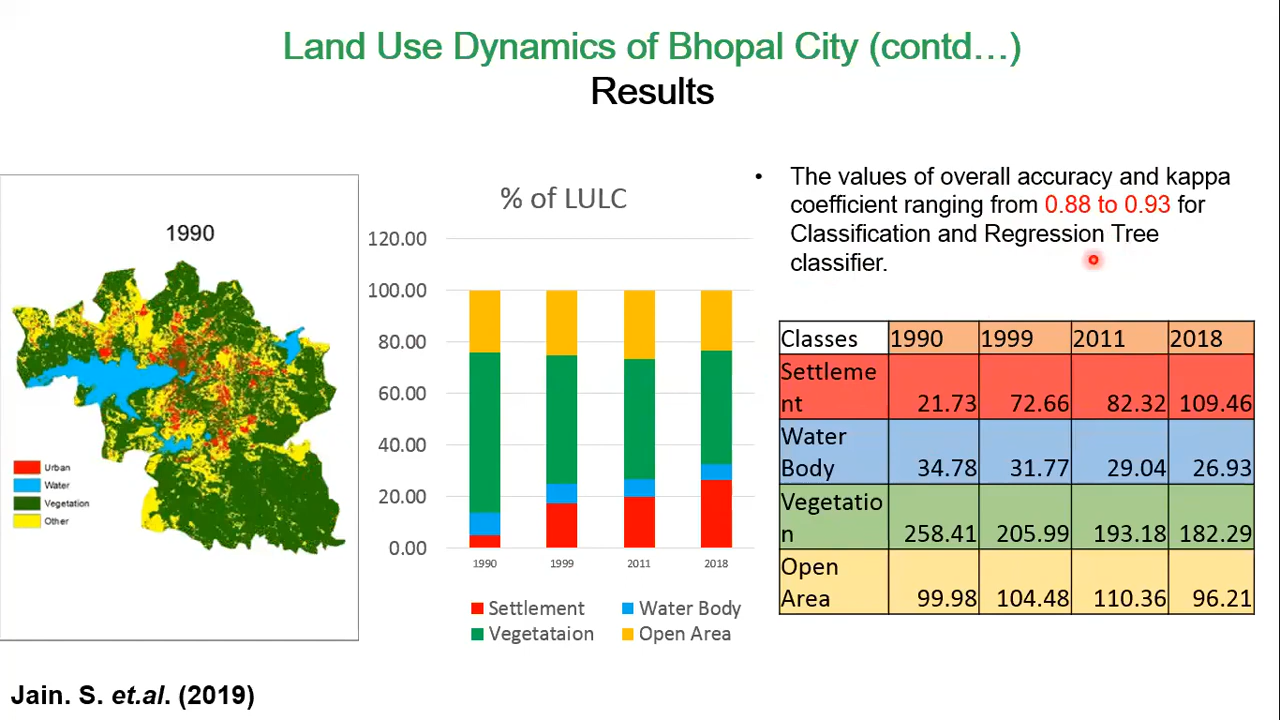 Land Use Dynamics of Bhopal City (contd…)
Results
1990
Urban
Water
Vegetation
Other
% of LULC
120.00
100.00
80.00
60.00
40.00
20.00
0.00
1990 1999 2011 2018
Settlement Water Body
Vegetataion Open Area
• The values of overall accuracy and kappa
coefficient ranging from 0.88 to 0.93 for
Classification and Regression Tree
classifier.
Classes 1990 1999 2011 2018
Settleme
nt 21.73 72.66 82.32 109.46
Water
Body 34.78 31.77 29.04 26.93
Vegetatio
n 258.41 205.99 193.18 182.29
Open
Area 99.98 104.48 110.36 96.21
Jain. S. et.al. (2019)